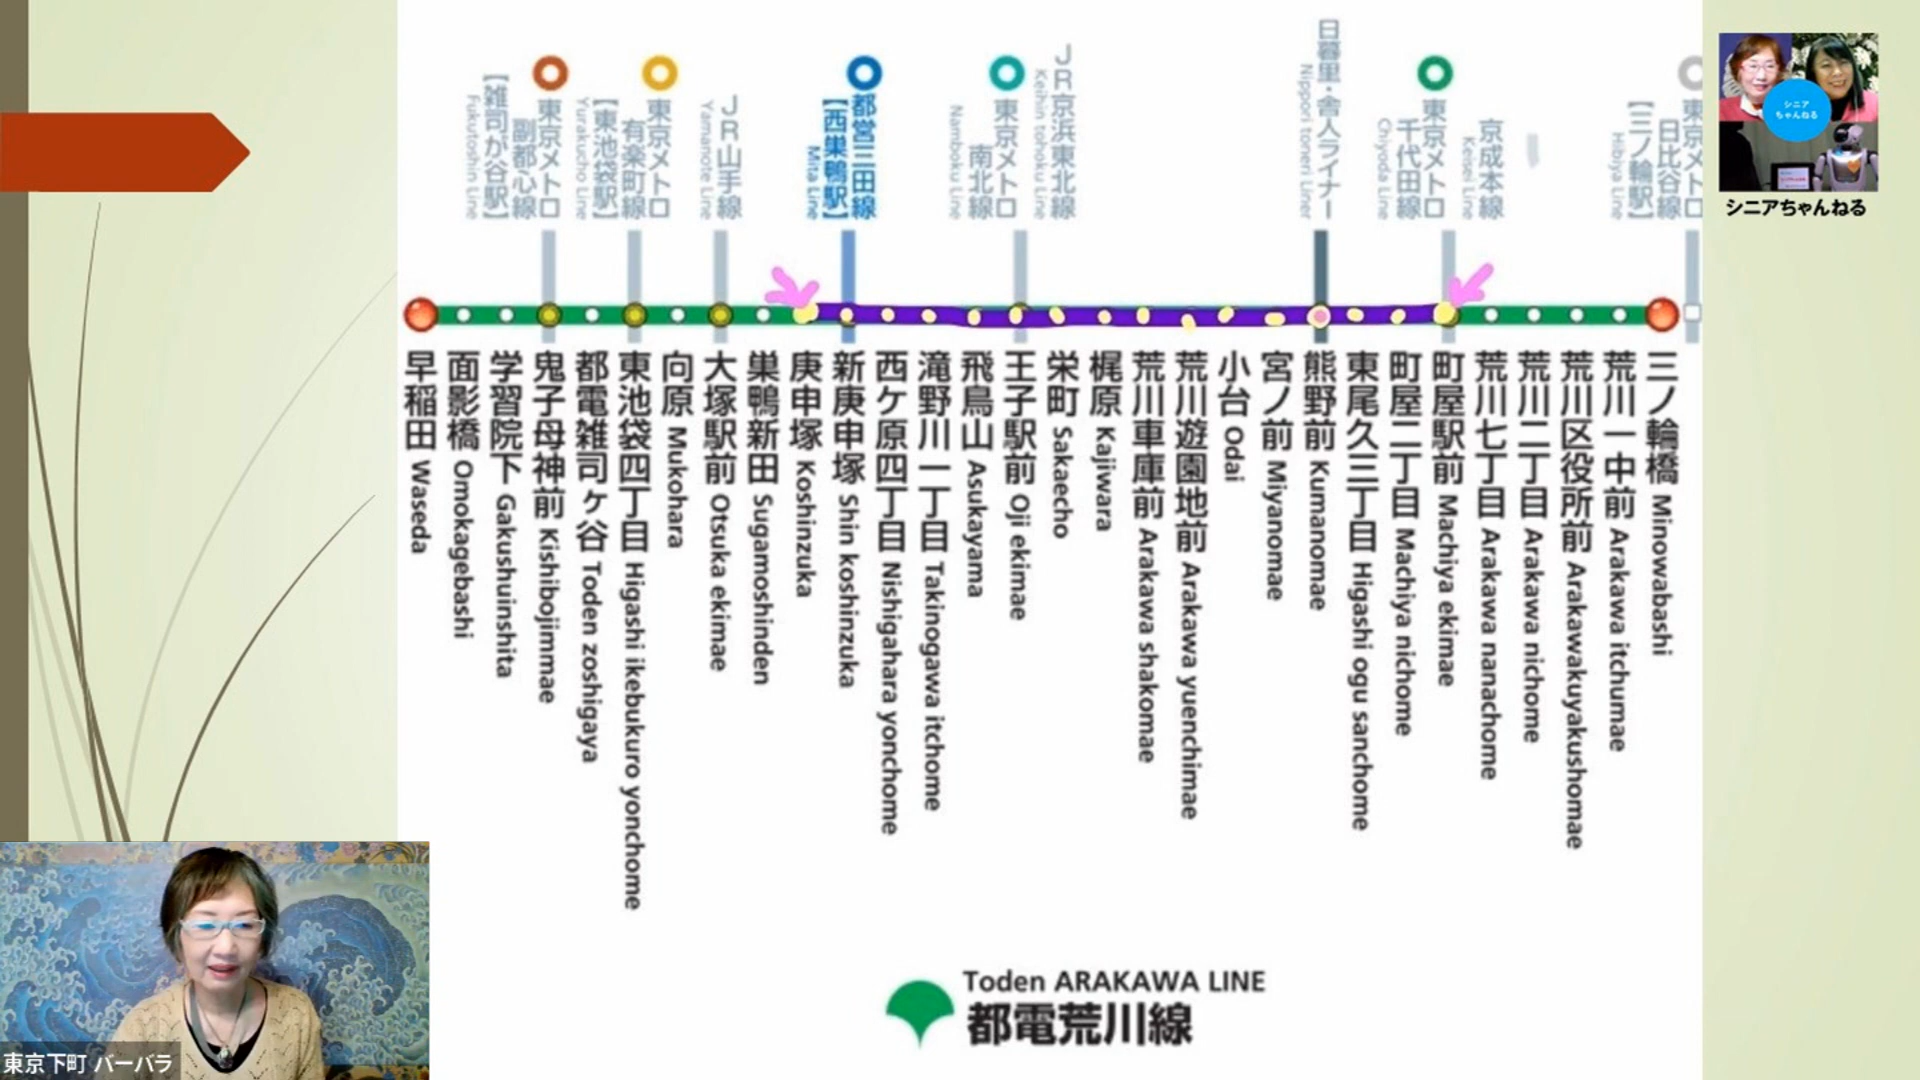 東京メトロ
副都心線
【雑司が谷駅】
Fukutoshin Line
東京メトロ
有楽町線
【東池袋駅】
Yurakucho Line
JR山手線
Yamanote Line
都営三田線
【西巣鴨駅】
Mita Line
東京メトロ
南北線
Namboku Line
JR京浜東北線
Keihin tohoku Line
日暮里・舎人ライナー
Nippori toneri Liner
東京メトロ
千代田線
Chiyoda Line
京成本線
Keisei Line
東京メトロ
日比谷線
【三ノ輪駅】
Hibiya Line
シニア
ちゃんねる
シニアちゃんねる
早稲田 Waseda
面影橋 Omokagebashi
学習院下 Gakushuinshita
鬼子母神前 Kishibojimmae
都電雑司ヶ谷 Toden zoshigaya
東池袋四丁目 Higashi ikebukuro yonchome
向原 Mukohara
大塚駅前 Otsuka ekimae
巣鴨新田 Sugamoshinden
庚申塚 Koshinzuka
新庚申塚 Shin koshinzuka
西ケ原四丁目 Nishigahara yonchome
滝野川一丁目 Takinogawa itchome
飛鳥山 Asukayama
王子駅前 Oji ekimae
栄町 Sakaecho
梶原 Kajiwara
荒川車庫前 Arakawa shakomae
荒川遊園地前 Arakawa yuenchimae
小台 Odai
宮ノ前 Miyanomae
熊野前 Kumanomae
東尾久三丁目 Higashi ogu sanchome
町屋二丁目 Machiya nichome
町屋駅前 Machiya ekimae
荒川七丁目 Arakawa nanachome
荒川二丁目 Arakawa nichome
荒川区役所前 Arakawakuyakushomae
荒川一中前 Arakawa itchumae
三ノ輪橋 Minowabashi
Toden ARAKAWA LINE
都電荒川線
東京下町 バーバラ